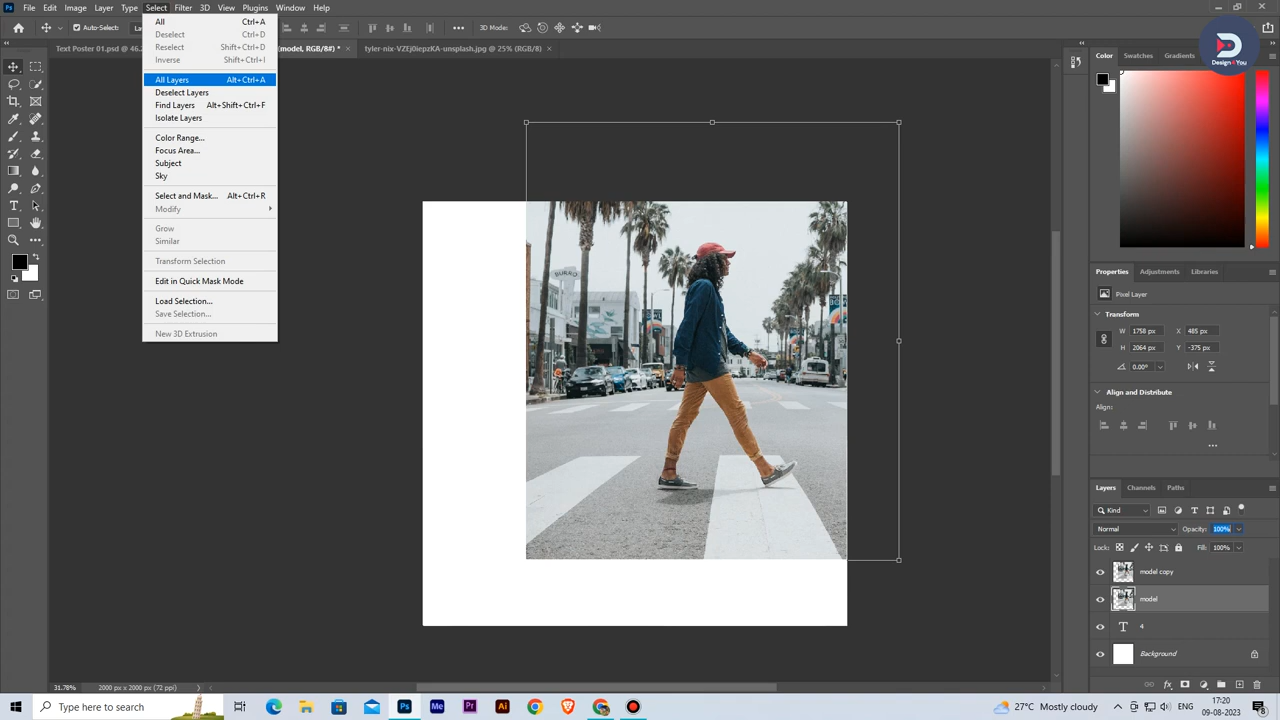 Ps File Edit Image Layer Type Select Filter 3D View Plugins Window Help
Auto-Select: 3D Mode:
Text Poster 01.psd @ 46. (model, RGB/8#) * × tyler-nix-VZEj0iepzKA-unsplash.jpg @ 25% (RGB/8) ×
All Ctrl+A
Deselect Ctrl+D
Reselect Shift+Ctrl+D
Inverse Shift+Ctrl+I
All Layers Alt+Ctrl+A
Deselect Layers
Find Layers Alt+Shift+Ctrl+F
Isolate Layers
Color Range...
Focus Area...
Subject
Sky
Select and Mask... Alt+Ctrl+R
Modify
Grow
Similar
Transform Selection
Edit in Quick Mask Mode
Load Selection...
Save Selection...
New 3D Extrusion
Design4You
Color Swatches Gradients
Properties Adjustments Libraries
Pixel Layer
Transform
W 1758 px X 485 px
H 2064 px Y -375 px
0.00°
Align and Distribute
Align:
Layers Channels Paths
Kind
Normal Opacity: 100%
Lock: Fill: 100%
model copy
model
T 4
Background
31.78% 2000 px x 2000 px (72 ppi)
Type here to search
Ps Me Pr Ai
27°C Mostly cloudy ENG 17:20
09-08-2023